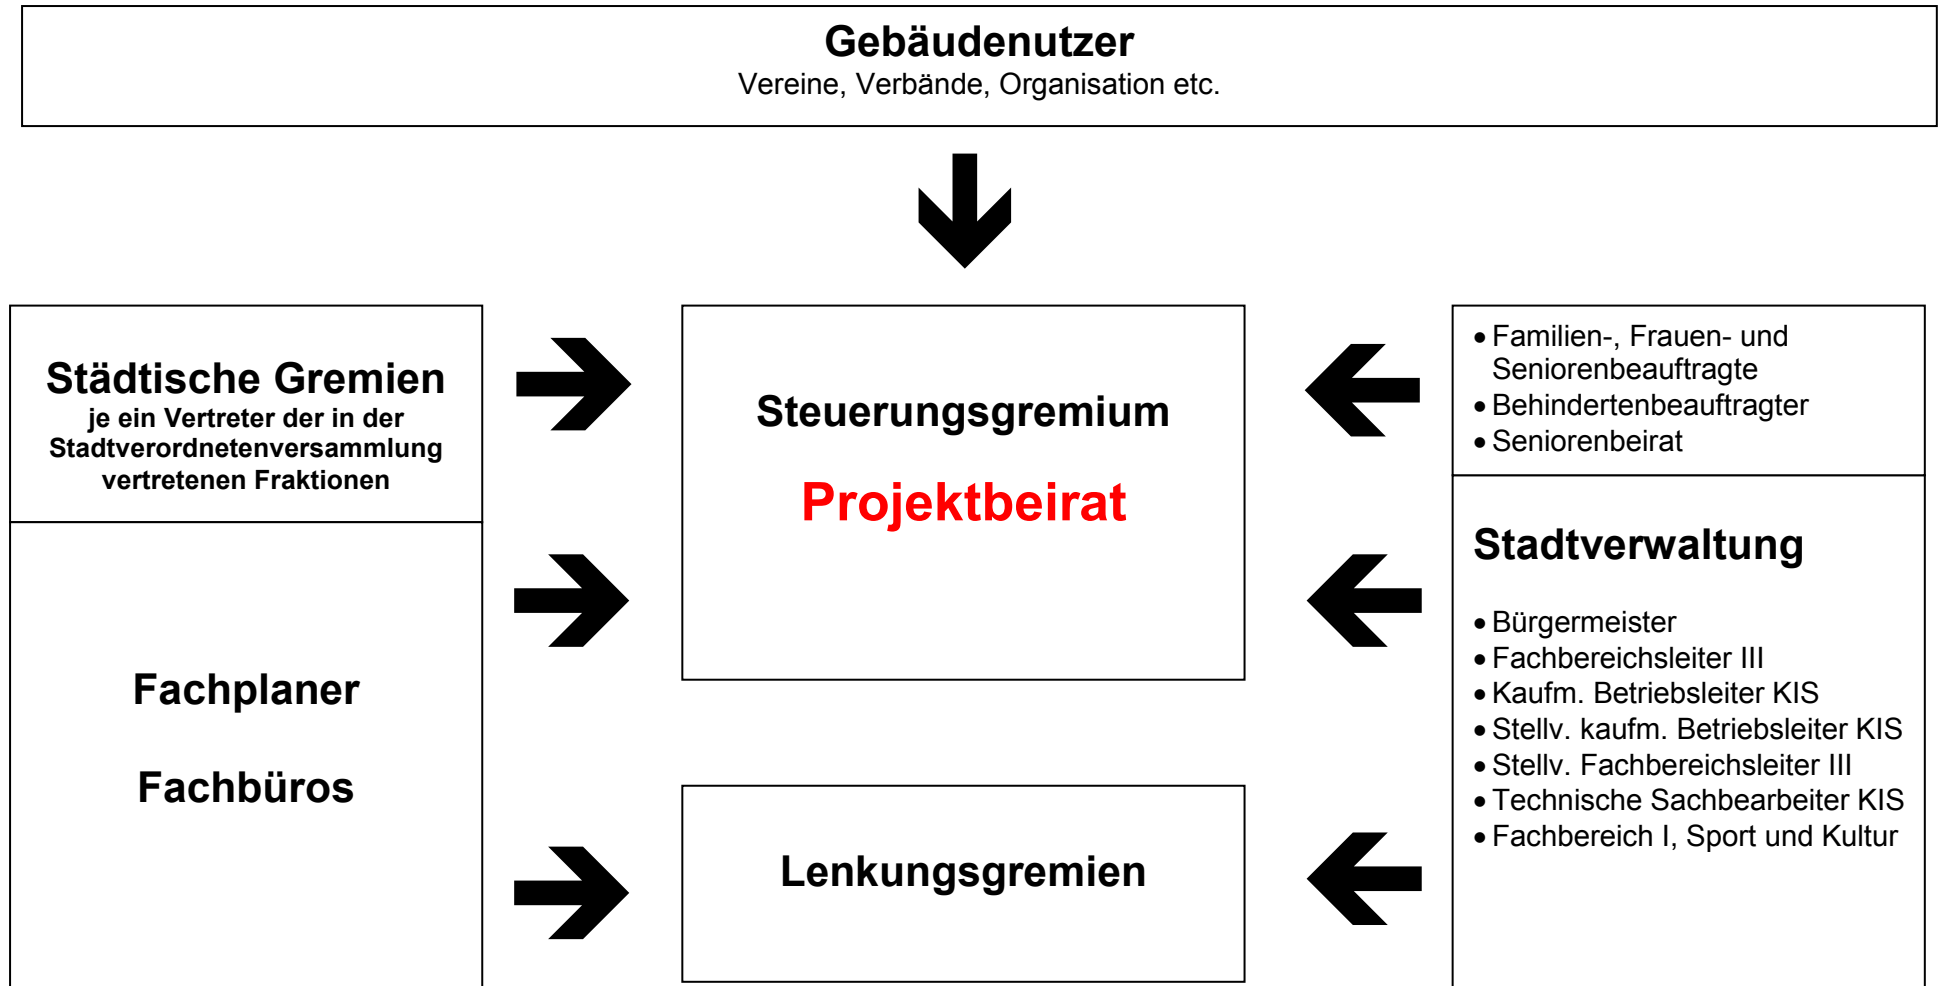 Gebäudenutzer
Vereine, Verbände, Organisation etc.
Städtische Gremien
je ein Vertreter der in der
Stadtverordnetenversammlung
vertretenen Fraktionen
Fachplaner
Fachbüros
Steuerungsgremium
Projektbeirat
Lenkungsgremien
• Familien-, Frauen- und
Seniorenbeauftragte
• Behindertenbeauftragter
• Seniorenbeirat
Stadtverwaltung
• Bürgermeister
• Fachbereichsleiter III
• Kaufm. Betriebsleiter KIS
• Stellv. kaufm. Betriebsleiter KIS
• Stellv. Fachbereichsleiter III
• Technische Sachbearbeiter KIS
• Fachbereich I, Sport und Kultur